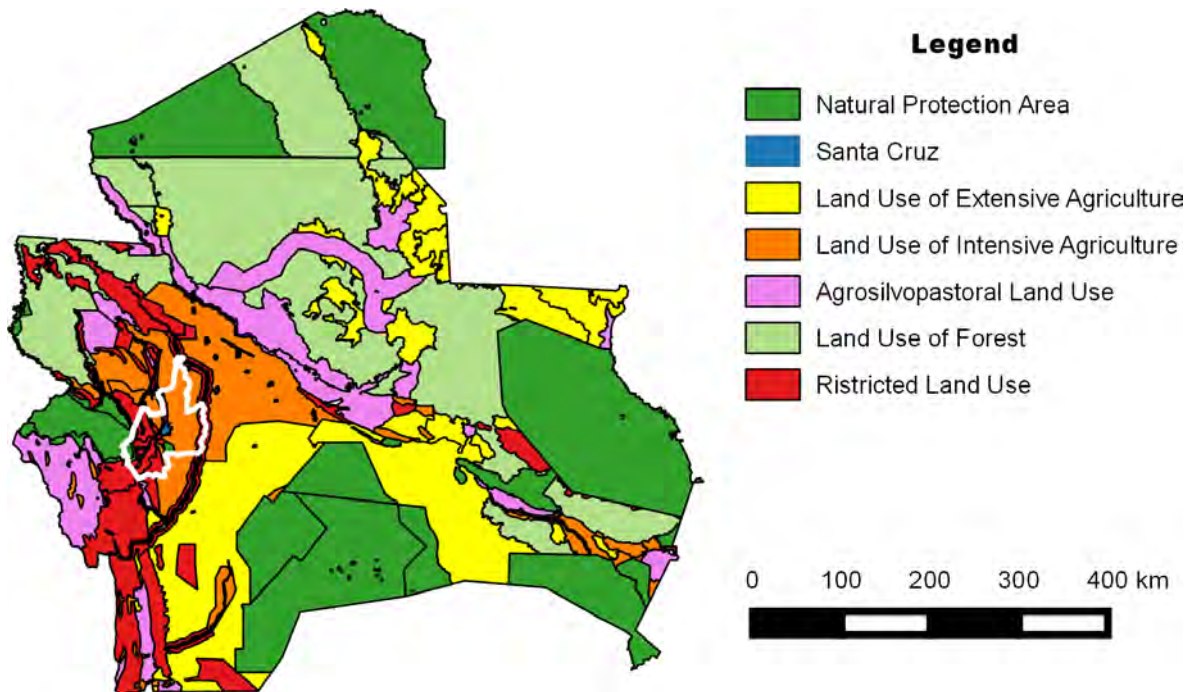 Legend
Natural Protection Area
Santa Cruz
Land Use of Extensive Agriculture
Land Use of Intensive Agriculture
Agrosilvopastoral Land Use
Land Use of Forest
Ristricted Land Use
0 100 200 300 400 km